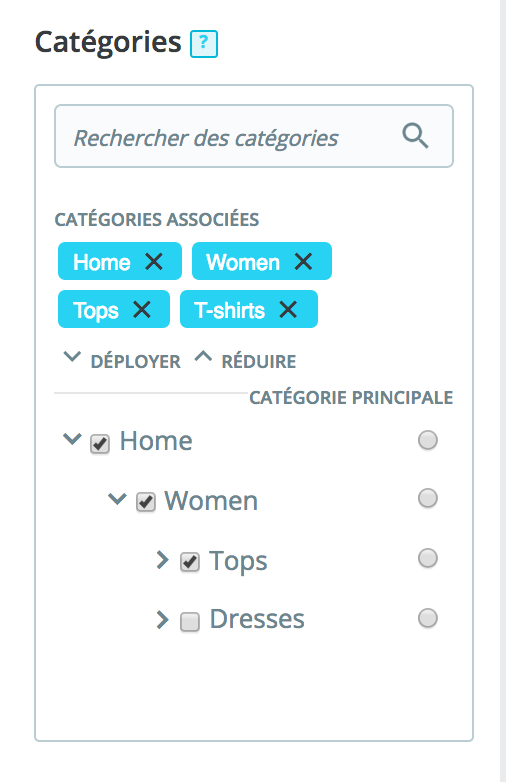 Catégories ?
Rechercher des catégories
CATÉGORIES ASSOCIÉES
Home Women
Tops T-shirts
DÉPLOYER RÉDUIRE
CATÉGORIE PRINCIPALE
Home
Women
Tops
Dresses